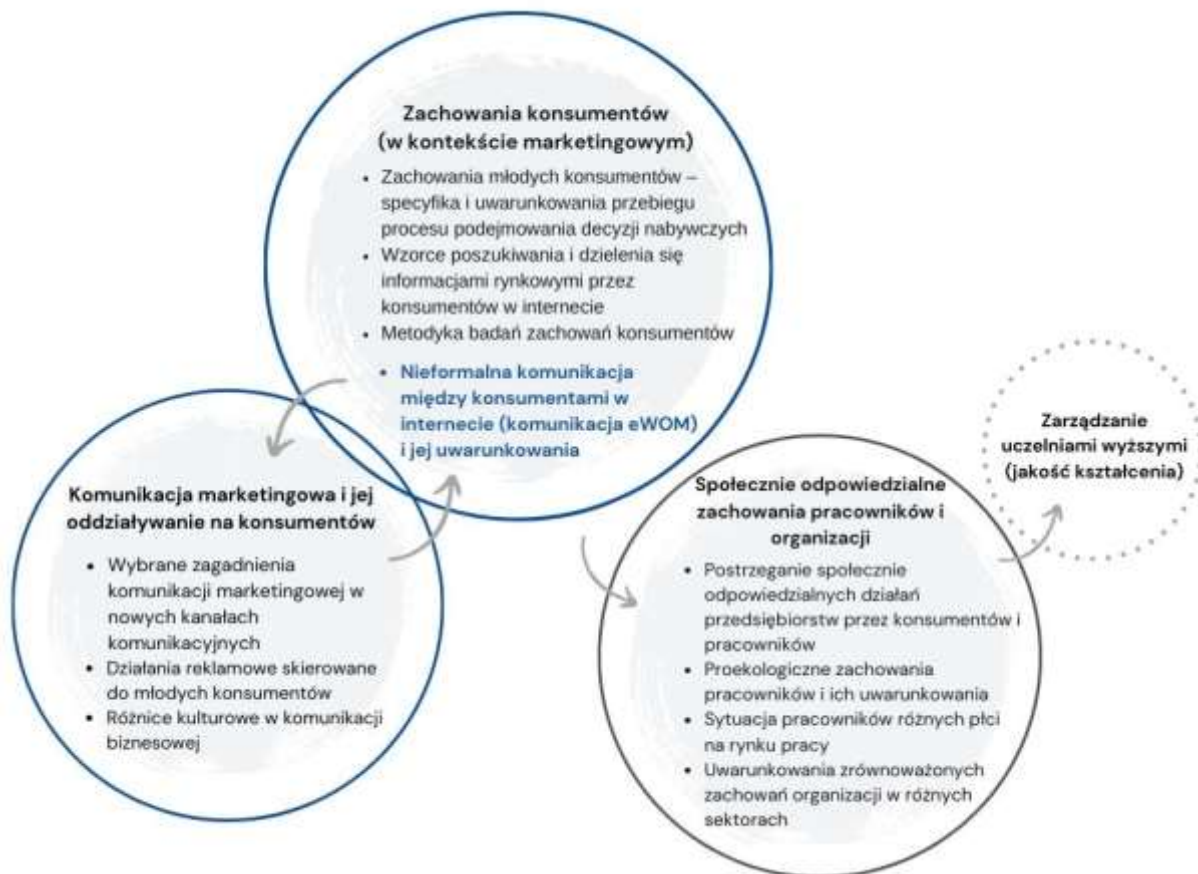 Zachowania konsumentów
(w kontekście marketingowym)
• Zachowania młodych konsumentów –
specyfika i uwarunkowania przebiegu
procesu podejmowania decyzji nabywczych
• Wzorce poszukiwania i dzielenia się
informacjami rynkowymi przez
konsumentów w internecie
• Metodyka badań zachowań konsumentów
• Nieformalna komunikacja
między konsumentami w
internecie (komunikacja eWOM)
i jej uwarunkowania
Komunikacja marketingowa i jej
oddziaływanie na konsumentów
• Wybrane zagadnienia
komunikacji marketingowej w
nowych kanałach
komunikacyjnych
• Działania reklamowe skierowane
do młodych konsumentów
• Różnice kulturowe w komunikacji
biznesowej
Społecznie odpowiedzialne
zachowania pracowników i
organizacji
• Postrzeganie społecznie
odpowiedzialnych działań
przedsiębiorstw przez konsumentów i
pracowników
• Proekologiczne zachowania
pracowników i ich uwarunkowania
• Sytuacja pracowników różnych płci
na rynku pracy
• Uwarunkowania zrównoważonych
zachowań organizacji w różnych
sektorach
Zarządzanie
uczelniami wyższymi
(jakość kształcenia)